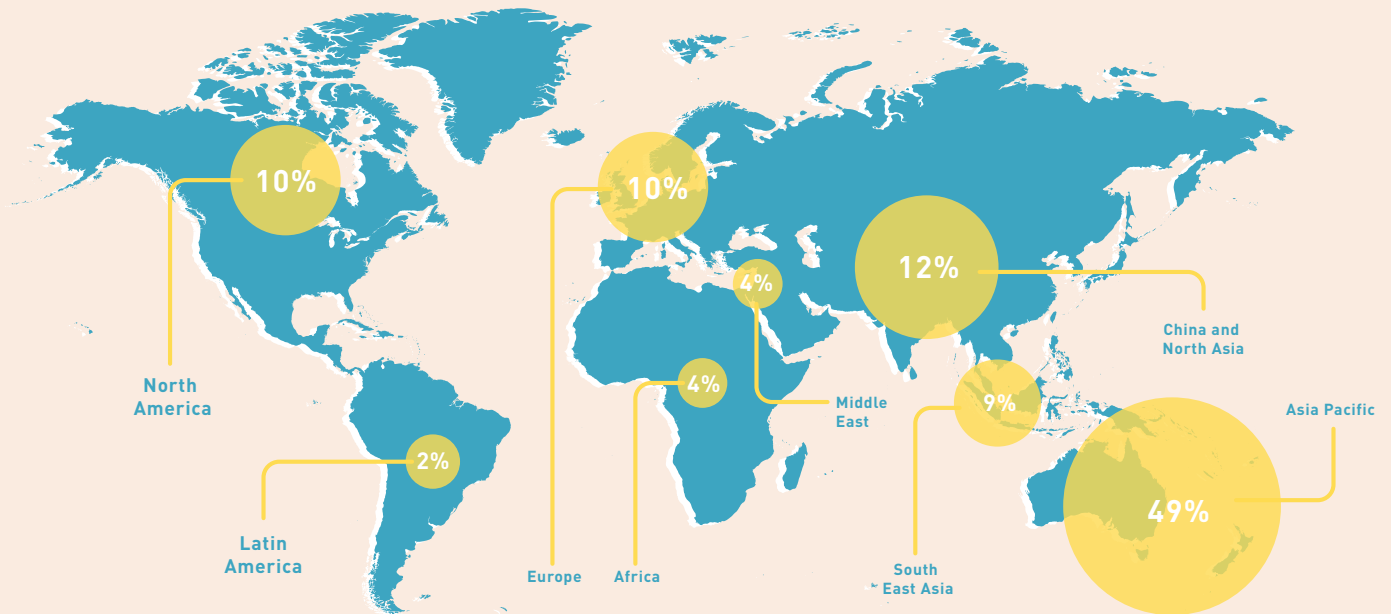 10%
10%
12%
4%
China and
North Asia
North
America
4%
Middle
East
9%
Asia Pacific
2%
49%
Latin
America
Europe
Africa
South
East Asia